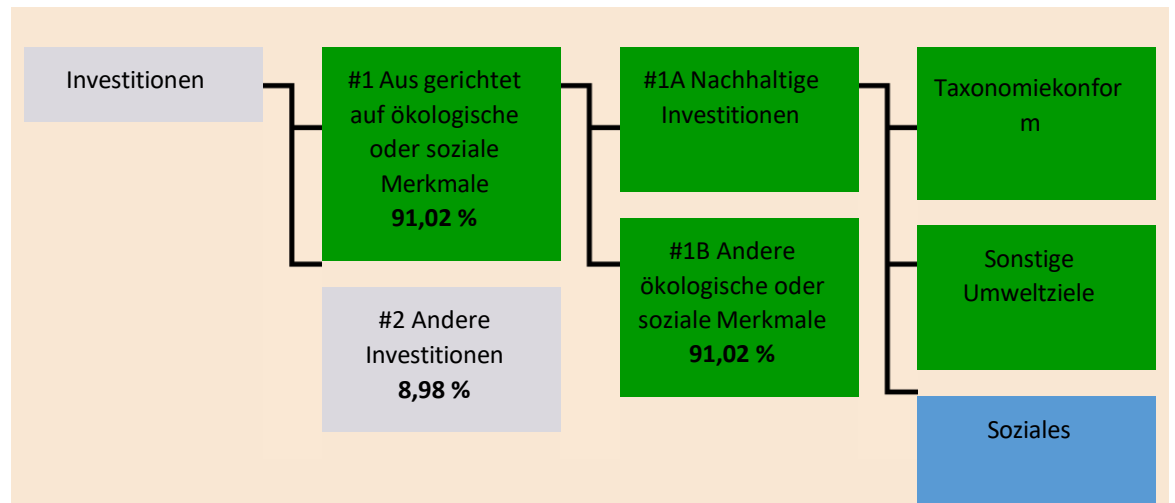 Investitionen
#1 Aus gerichtet
auf ökologische
oder soziale
Merkmale
91,02 %
#2 Andere
Investitionen
8,98 %
#1A Nachhaltige
Investitionen
#1B Andere
ökologische oder
soziale Merkmale
91,02 %
Taxonomiekonfor
m
Sonstige
Umweltziele
Soziales